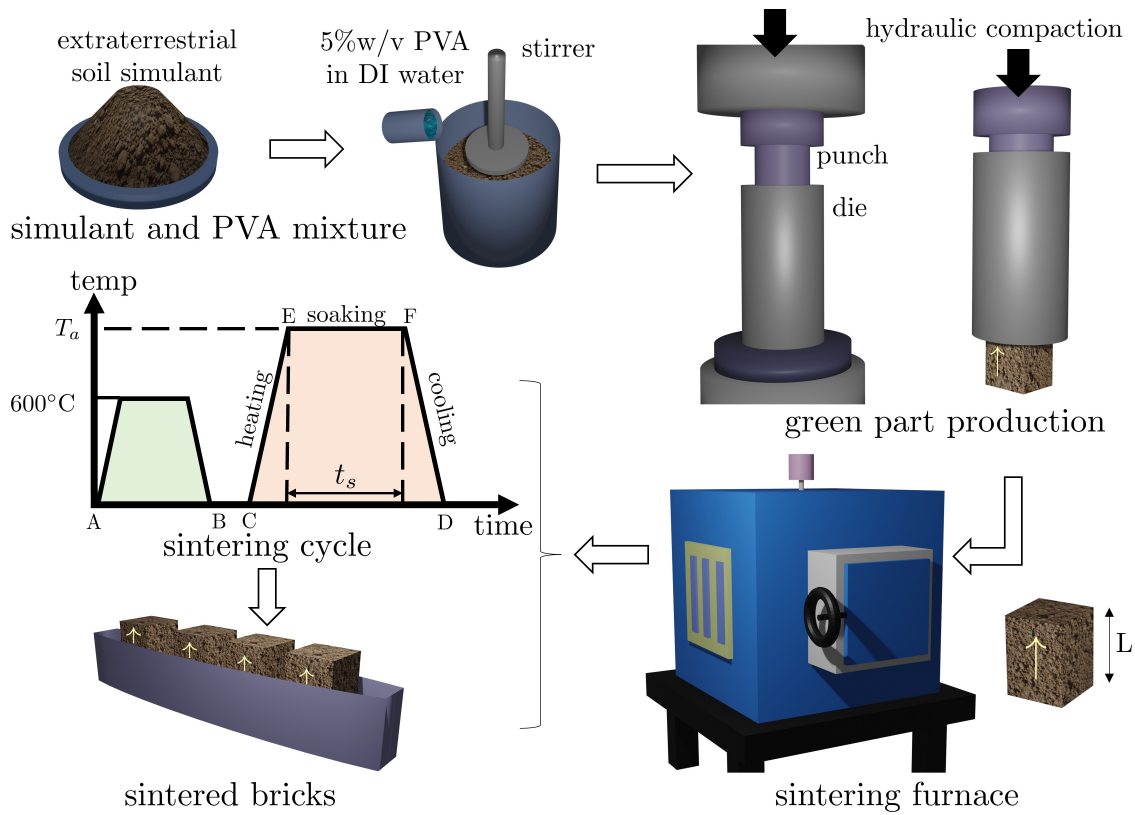 extraterrestrial
soil simulant
5%w/v PVA
in DI water
stirrer
simulant and PVA mixture
hydraulic compaction
punch
die
green part production
temp
T_a
600°C
E
soaking
F
heating
cooling
t_s
A
B
C
D
time
sintering cycle
sintered bricks
L
sintering furnace